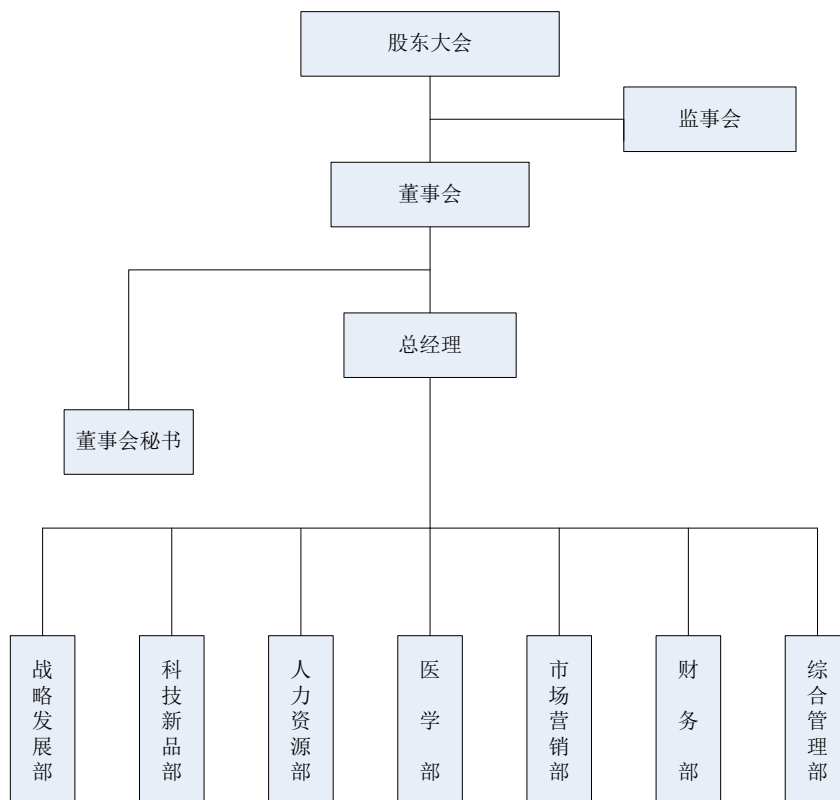 股东大会
监事会
董事会
总经理
董事会秘书
战略发展部
科技新品部
人力资源部
医学部
市场营销部
财务部
综合管理部